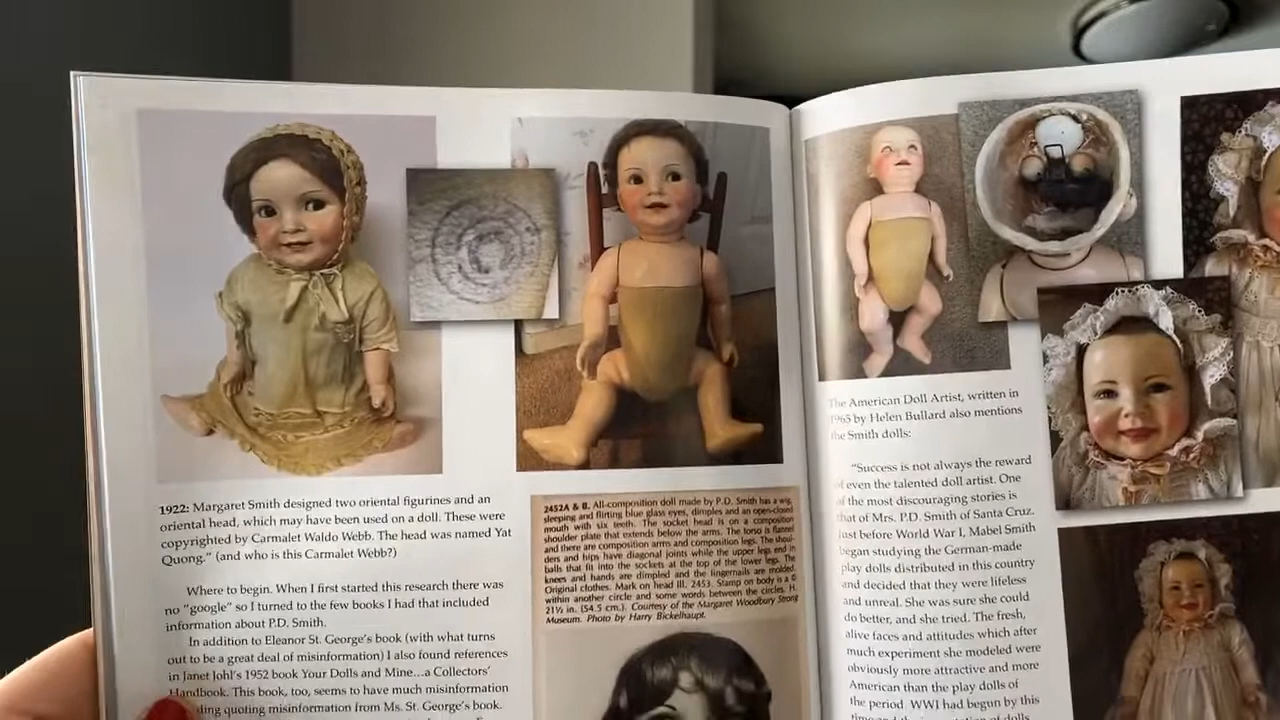 1922: Margaret Smith designed two oriental figurines and an
oriental head, which may have been used on a doll. These were
copyrighted by Carmalet Waldo Webb. The head was named Yat
Quong." (and who is this Carmalet Webb?)
Where to begin. When I first started this research there was
no "google" so I turned to the few books I had that included
information about P.D. Smith.
In addition to Eleanor St. George's book (with what turns
out to be a great deal of misinformation) I also found references
in Janet Johl's 1952 book Your Dolls and Mine...a Collectors'
Handbook. This book, too, seems to have much misinformation
quoting misinformation from Ms. St. George's book.
2452A & B. All-composition doll made by P.D. Smith has a wig,
sleeping and flirting blue glass eyes, dimples and an open-closed
mouth with six teeth. The socket head is on a composition
shoulder plate that extends below the arms. The torso is flannel
and there are composition arms and composition legs. The shoul-
ders and hips have diagonal joints while the upper legs end in
balls that fit into the sockets at the top of the lower legs. The
knees and hands are dimpled and the fingernails are molded.
Original clothes. Mark on head III. 2453. Stamp on body is a ©
within another circle and some words between the circles. H.
21½ in. (54.5 cm.). Courtesy of the Margaret Woodbury Strong
Museum. Photo by Harry Bickelhaupt.
The American Doll Artist, written in
1965 by Helen Bullard also mentions
the Smith dolls:
"Success is not always the reward
of even the talented doll artist. One
of the most discouraging stories is
that of Mrs. P.D. Smith of Santa Cruz.
Just before World War I, Mabel Smith
began studying the German-made
play dolls distributed in this country
and decided that they were lifeless
and unreal. She was sure she could
do better, and she tried. The fresh,
alive faces and attitudes which after
much experiment she modeled were
obviously more attractive and more
American than the play dolls of
the period. WWI had begun by this